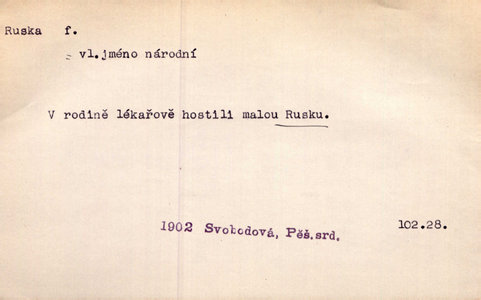 Ruska f.
vl.jméno národní
V rodině lékařově hostili malou Rusku.
1902 Svobodová, Pěš.srd.
102.28.